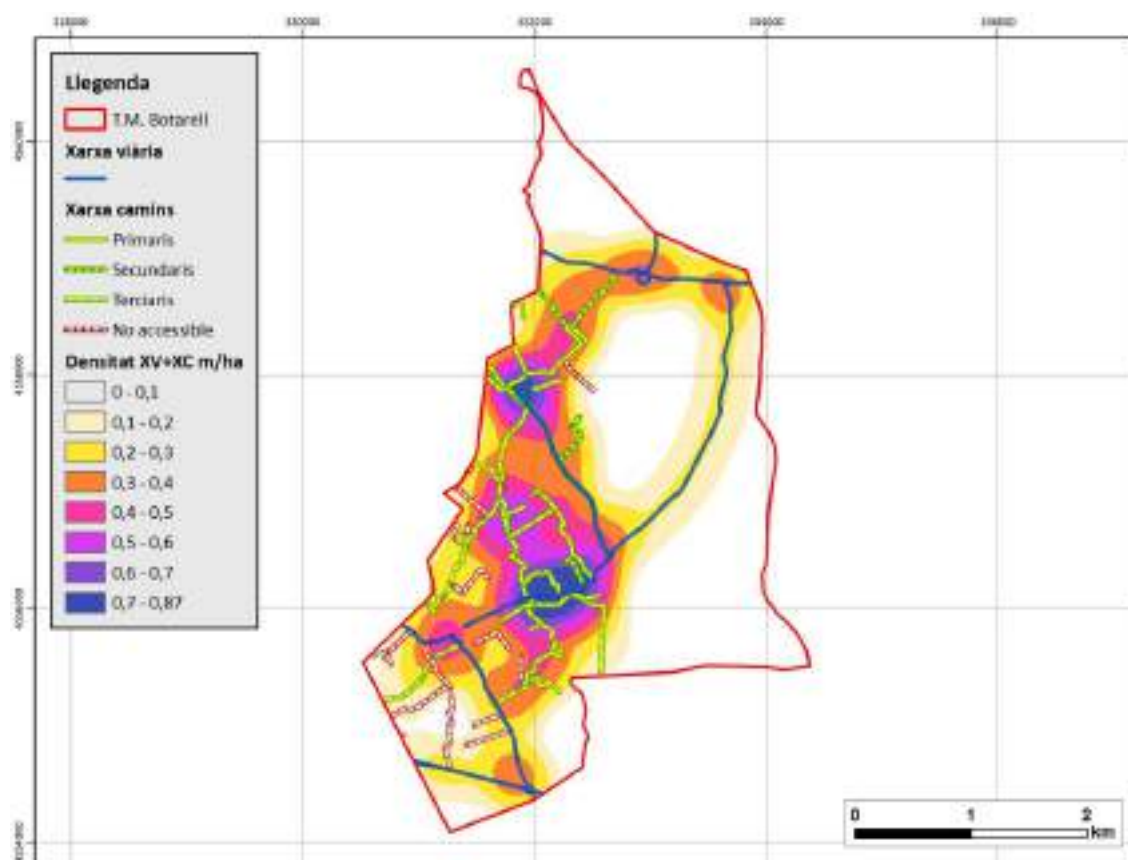 Llegenda
T.M. Botarell
Xarxa viària
Xarxa camins
Primaris
Secundaris
Terciaris
No accessible
Densitat XV+XC m/ha
0 - 0,1
0,1 - 0,2
0,2 - 0,3
0,3 - 0,4
0,4 - 0,5
0,5 - 0,6
0,6 - 0,7
0,7 - 0,87
0 1 2
km